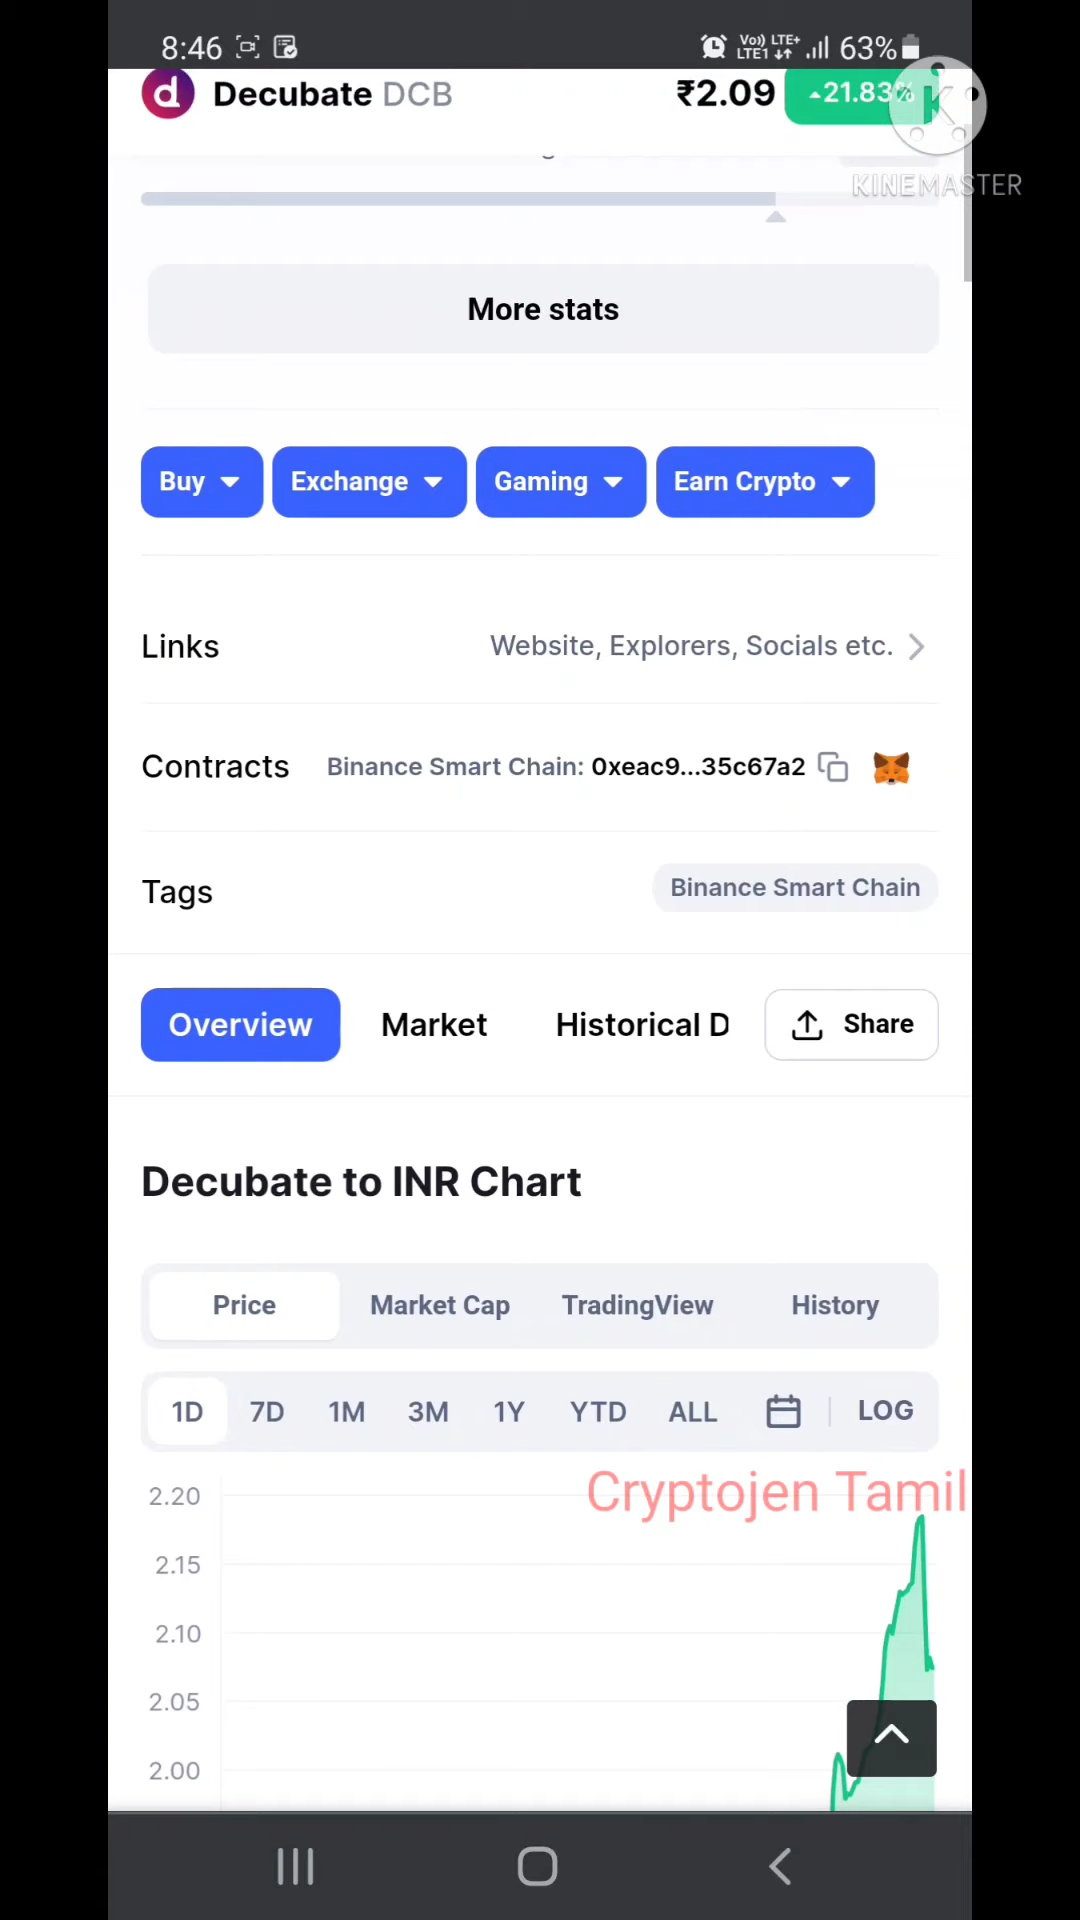 8:46 Vo)) LTE+ LTE1 63%
Decubate DCB ₹2.09 21.83%
K
KINEMASTER
More stats
Buy Exchange Gaming Earn Crypto
Links Website, Explorers, Socials etc.
Contracts Binance Smart Chain: 0xeac9...35c67a2
Tags Binance Smart Chain
Overview Market Historical D Share
Decubate to INR Chart
Price Market Cap TradingView History
1D 7D 1M 3M 1Y YTD ALL LOG
Cryptojen Tamil
2.20
2.15
2.10
2.05
2.00